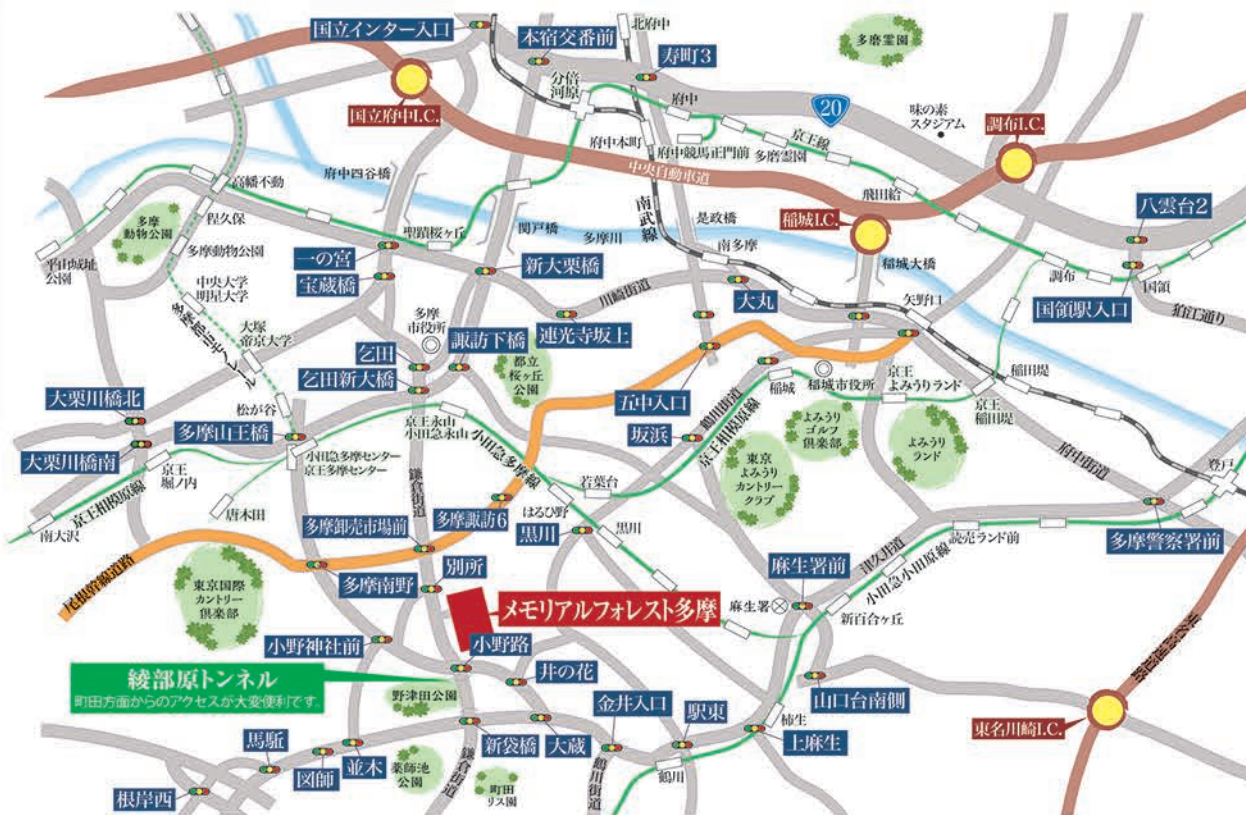 国立インター入口
本宿交番前
北府中
寿町3
多磨霊園
分倍
河原
府中
20
味の素
スタジアム
調布I.C.
国立府中I.C.
府中本町
府中競馬正門前
多磨霊園
京王線
中央自動車道
飛田給
高幡不動
府中四谷橋
南武線
是政橋
稲城I.C.
八雲台2
多摩
動物公園
程久保
聖蹟桜ヶ丘
関戸橋
多摩川
南多摩
稲城大橋
平山城址
公園
多摩動物公園
一の宮
新大栗橋
調布
国領
宝蔵橋
川崎街道
大丸
矢野口
国領駅入口
狛江通り
中央大学
明星大学
多摩都市モノレール
多摩
市役所
連光寺坂上
大塚
帝京大学
乞田
諏訪下橋
都立
桜ヶ丘
公園
乞田新大橋
五中入口
稲城
稲城市役所
京王
よみうりランド
稲田堤
京王
稲田堤
大栗川橋北
松が谷
多摩山王橋
京王永山
小田急永山
鶴川街道
坂浜
京王相模原線
よみうり
ゴルフ
倶楽部
よみうり
ランド
府中街道
大栗川橋南
京王
堀ノ内
小田急多摩センター
京王多摩センター
小田急多摩線
東京
よみうり
カントリー
クラブ
登戸
京王相模原線
唐木田
鎌倉街道
若葉台
南大沢
多摩卸売市場前
多摩諏訪6
はるひ野
黒川
黒川
読売ランド前
多摩警察署前
尾根幹線道路
東京国際
カントリー
倶楽部
多摩南野
別所
麻生署前
津久井道
小田急小田原線
メモリアルフォレスト多摩
麻生署
新百合ヶ丘
小野神社前
小野路
綾部原トンネル
町田方面からのアクセスが大変便利です。
井の花
野津田公園
金井入口
駅東
柿生
山口台南側
東名高速道路
東名川崎I.C.
馬駈
図師
並木
薬師池
公園
新袋橋
大蔵
上麻生
鶴川
根岸西
鎌倉街道
町田
リス園
鶴川街道